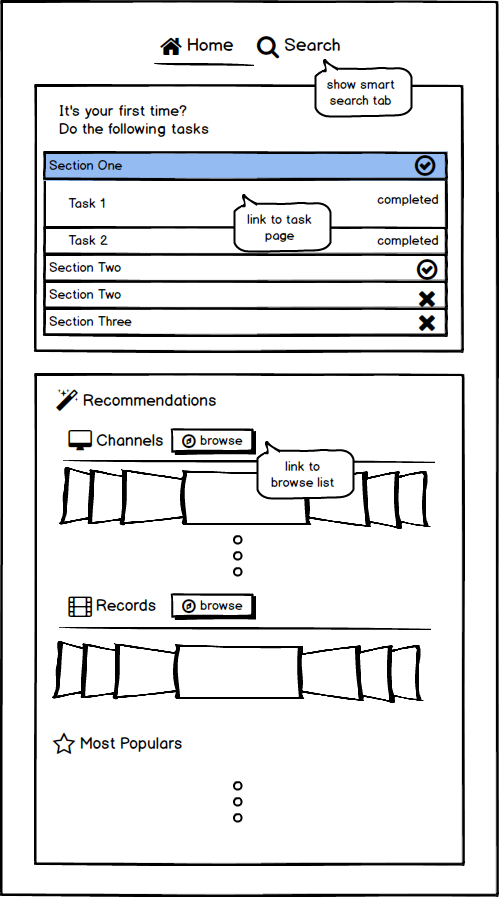 Home
Search
show smart
search tab
It's your first time?
Do the following tasks
Section One
Task 1
completed
link to task
page
Task 2
completed
Section Two
Section Two
Section Three
Recommendations
Channels
browse
link to
browse list
Records
browse
Most Populars